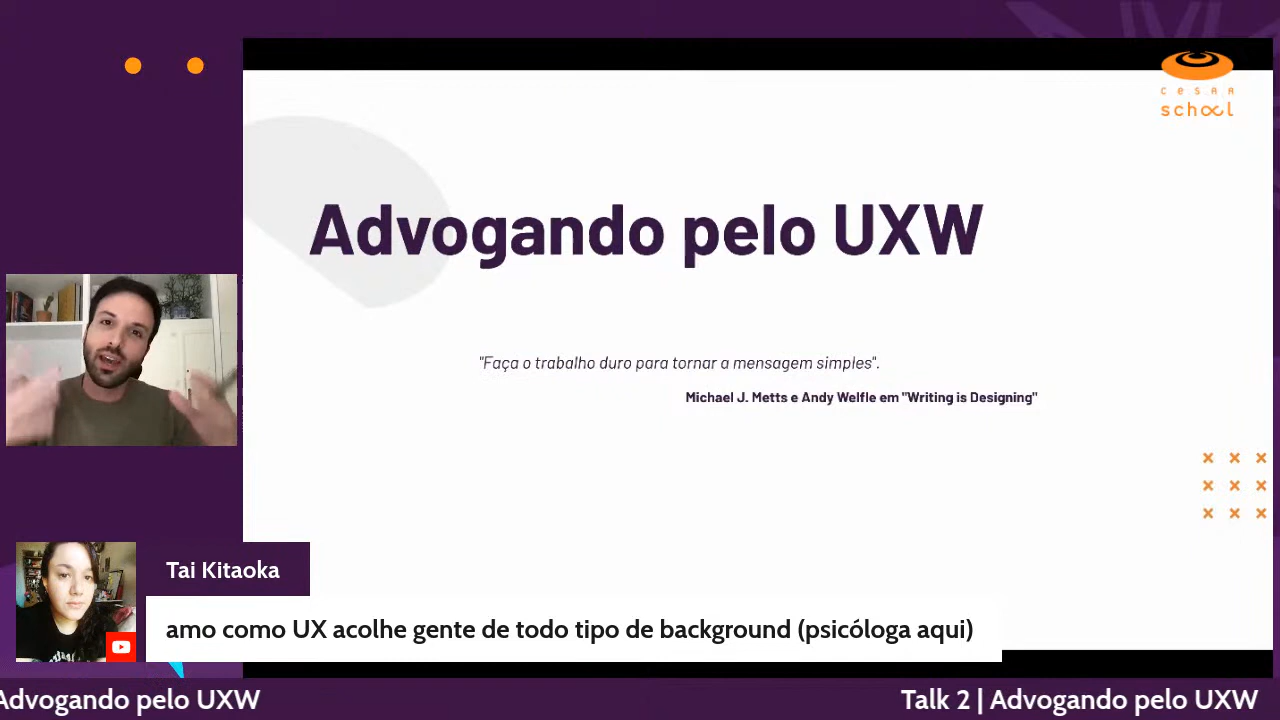 cesar
school
Advogando pelo UXW
"Faça o trabalho duro para tornar a mensagem simples".
Michael J. Metts e Andy Welfle em "Writing is Designing"
Tai Kitaoka
amo como UX acolhe gente de todo tipo de background (psicóloga aqui)
Advogando pelo UXW
Talk 2 | Advogando pelo UXW